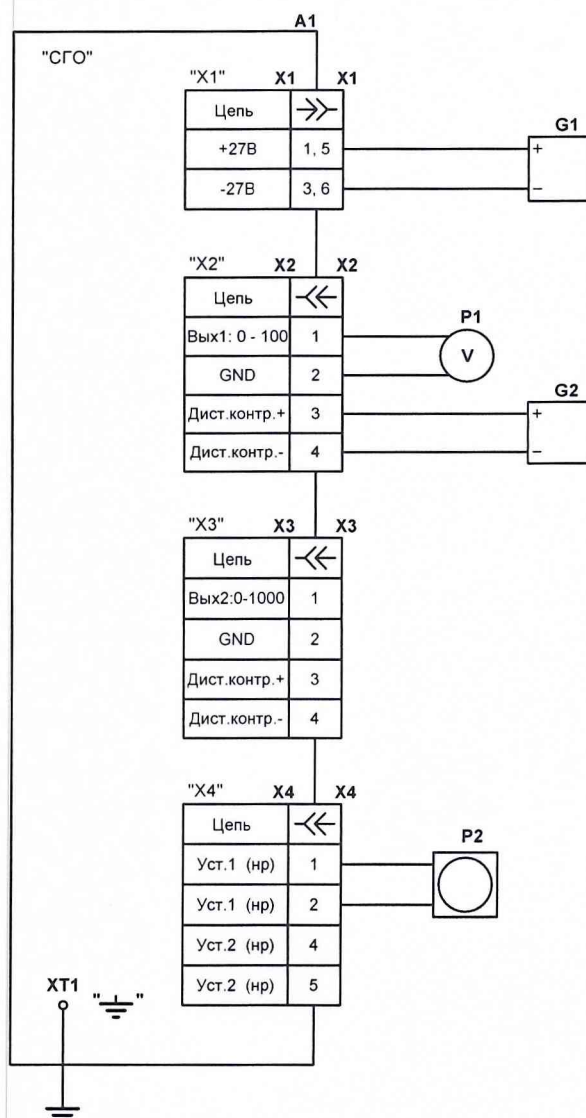 A1
"СГО"
"X1" X1 X1
Цепь
+27В 1, 5
-27В 3, 6
G1
+
−
"X2" X2 X2
Цепь
Вых1: 0 - 100 1
GND 2
Дист.контр.+ 3
Дист.контр.- 4
P1
V
G2
+
−
"X3" X3 X3
Цепь
Вых2:0-1000 1
GND 2
Дист.контр.+ 3
Дист.контр.- 4
"X4" X4 X4
Цепь
Уст.1 (нр) 1
Уст.1 (нр) 2
Уст.2 (нр) 4
Уст.2 (нр) 5
P2
XT1
" "